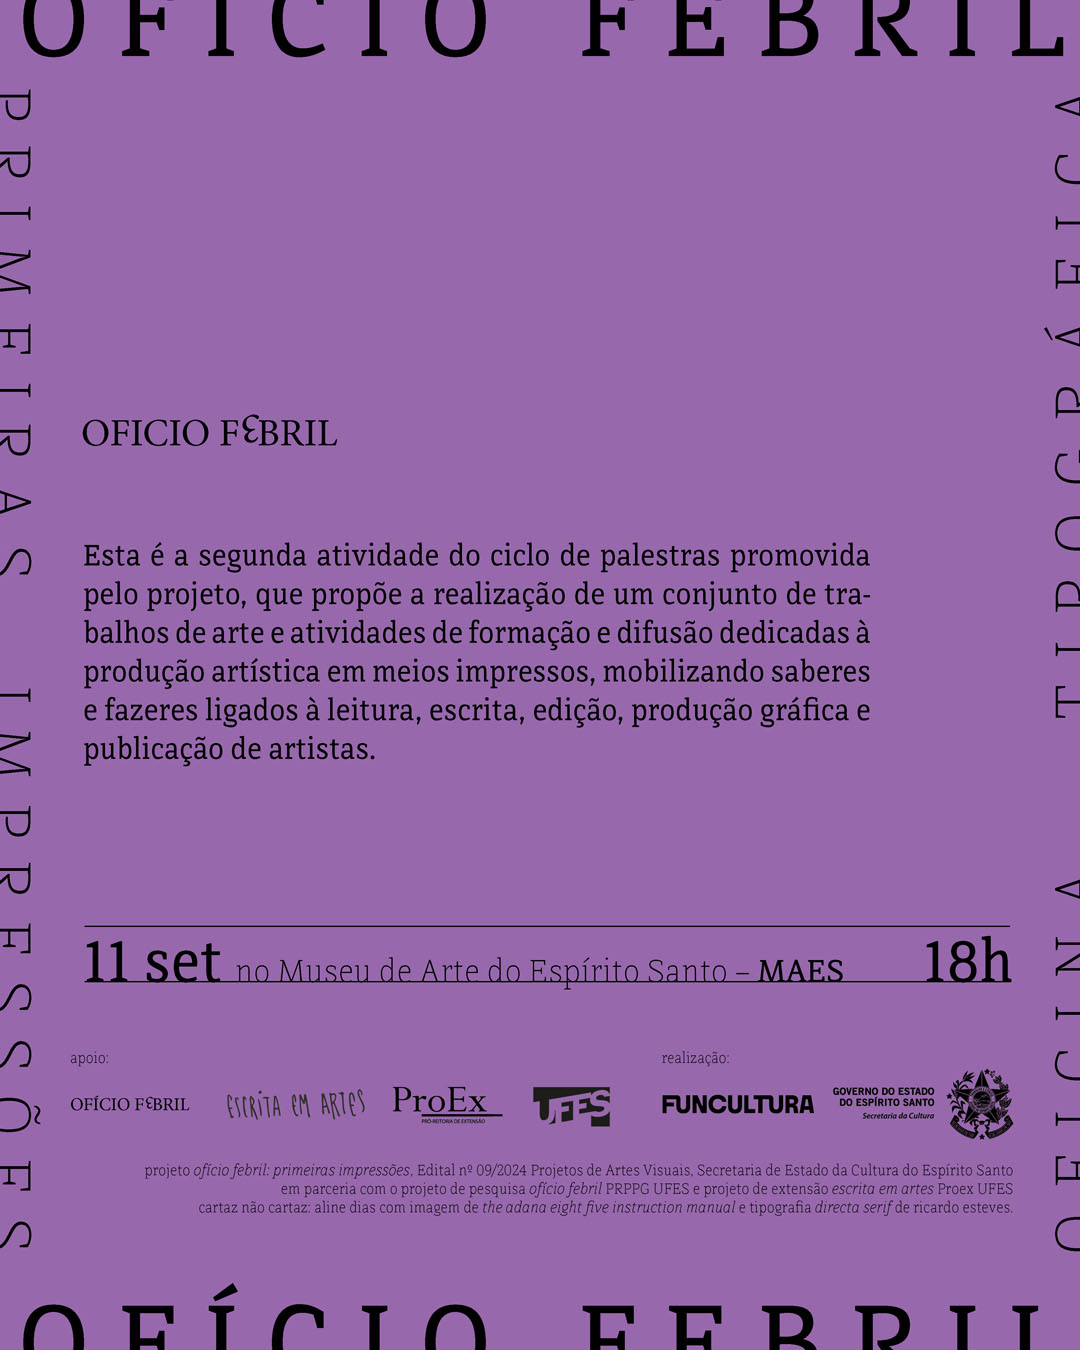 OFICIO FEBRIL
PRIMEIRAS IMPRESSÕES
OFICINA TIPOGRÁFICA
OFICIO FƐBRIL
Esta é a segunda atividade do ciclo de palestras promovida
pelo projeto, que propõe a realização de um conjunto de tra-
balhos de arte e atividades de formação e difusão dedicadas à
produção artística em meios impressos, mobilizando saberes
e fazeres ligados à leitura, escrita, edição, produção gráfica e
publicação de artistas.
11 set no Museu de Arte do Espírito Santo – MAES 18h
apoio: realização:
OFÍCIO FƐBRIL
ESCRITA EM ARTES
ProEx
PRÓ-REITORIA DE EXTENSÃO
UFES
FUNCULTURA
GOVERNO DO ESTADO
DO ESPÍRITO SANTO
Secretaria da Cultura
projeto ofício febril: primeiras impressões, Edital nº 09/2024 Projetos de Artes Visuais, Secretaria de Estado da Cultura do Espírito Santo
em parceria com o projeto de pesquisa ofício febril PRPPG UFES e projeto de extensão escrita em artes Proex UFES
cartaz não cartaz: aline dias com imagem de the adana eight five instruction manual e tipografia directa serif de ricardo esteves.
OFÍCIO FEBRIL